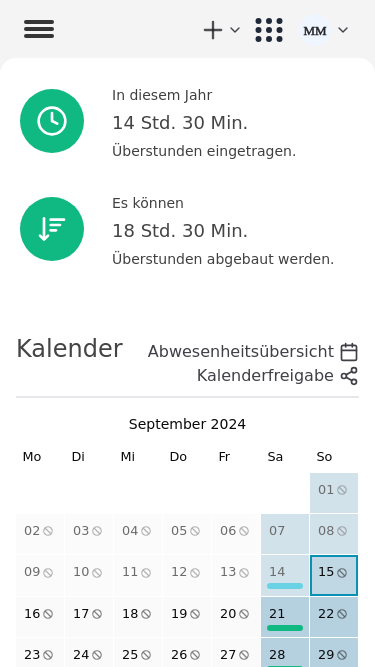 MM
In diesem Jahr
14 Std. 30 Min.
Überstunden eingetragen.
Es können
18 Std. 30 Min.
Überstunden abgebaut werden.
Kalender
Abwesenheitsübersicht
Kalenderfreigabe
September 2024
Mo Di Mi Do Fr Sa So
01
02 03 04 05 06 07 08
09 10 11 12 13 14 15
16 17 18 19 20 21 22
23 24 25 26 27 28 29